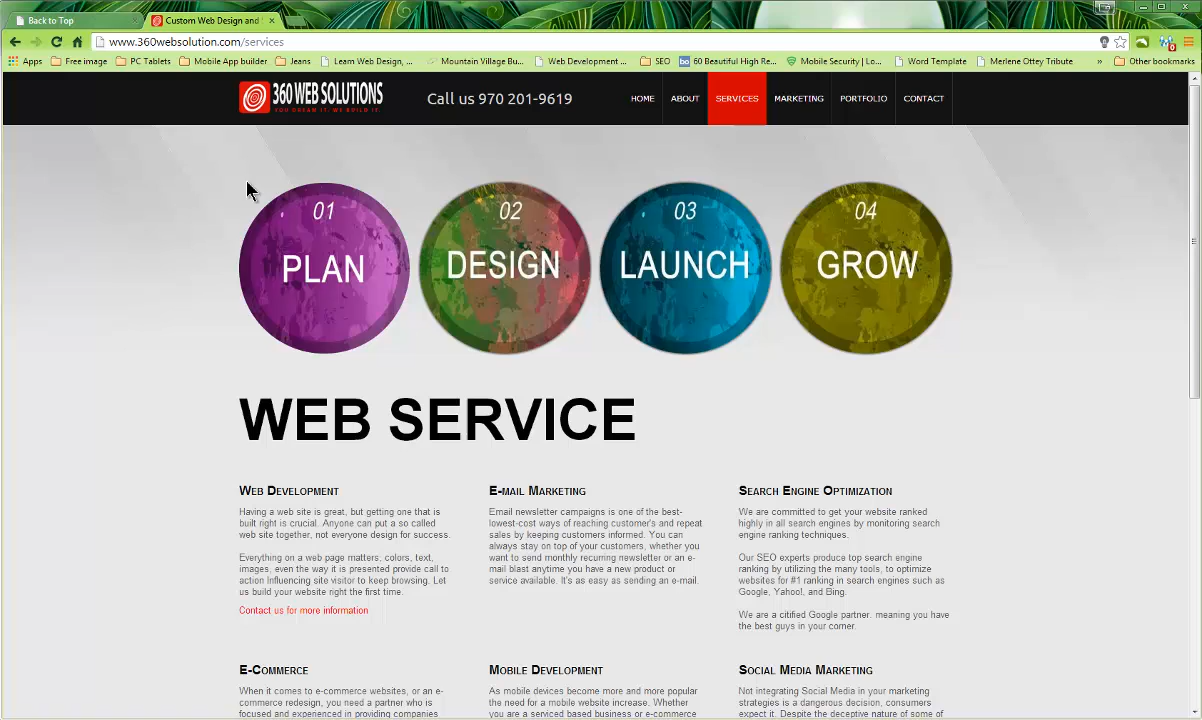 Back to Top
Custom Web Design and
www.360websolution.com/services
Apps Free image PC Tablets Mobile App builder Jeans Learn Web Design, ... Mountain Village Bu... Web Development ... SEO bo 60 Beautiful High Re... Mobile Security | Lo... Word Template Merlene Ottey Tribute » Other bookmarks
360 WEB SOLUTIONS
YOU DREAM IT. WE BUILD IT.
Call us 970 201-9619
HOME ABOUT SERVICES MARKETING PORTFOLIO CONTACT
01
PLAN
02
DESIGN
03
LAUNCH
04
GROW
WEB SERVICE
WEB DEVELOPMENT
Having a web site is great, but getting one that is
built right is crucial. Anyone can put a so called
web site together, not everyone design for success.
Everything on a web page matters; colors, text,
images, even the way it is presented provide call to
action Influencing site visitor to keep browsing. Let
us build your website right the first time.
Contact us for more information
E-MAIL MARKETING
Email newsletter campaigns is one of the best-
lowest-cost ways of reaching customer's and repeat
sales by keeping customers informed. You can
always stay on top of your customers, whether you
want to send monthly recurring newsletter or an e-
mail blast anytime you have a new product or
service available. It's as easy as sending an e-mail.
SEARCH ENGINE OPTIMIZATION
We are committed to get your website ranked
highly in all search engines by monitoring search
engine ranking techniques.
Our SEO experts produce top search engine
ranking by utilizing the many tools, to optimize
websites for #1 ranking in search engines such as
Google, Yahoo!, and Bing.
We are a citified Google partner. meaning you have
the best guys in your corner.
E-COMMERCE
When it comes to e-commerce websites, or an e-
commerce redesign, you need a partner who is
focused and experienced in providing companies
MOBILE DEVELOPMENT
As mobile devices become more and more popular
the need for a mobile website increase. Whether
you are a serviced based business or e-commerce
SOCIAL MEDIA MARKETING
Not integrating Social Media in your marketing
strategies is a dangerous decision, consumers
expect it. Despite the deceptive nature of some of